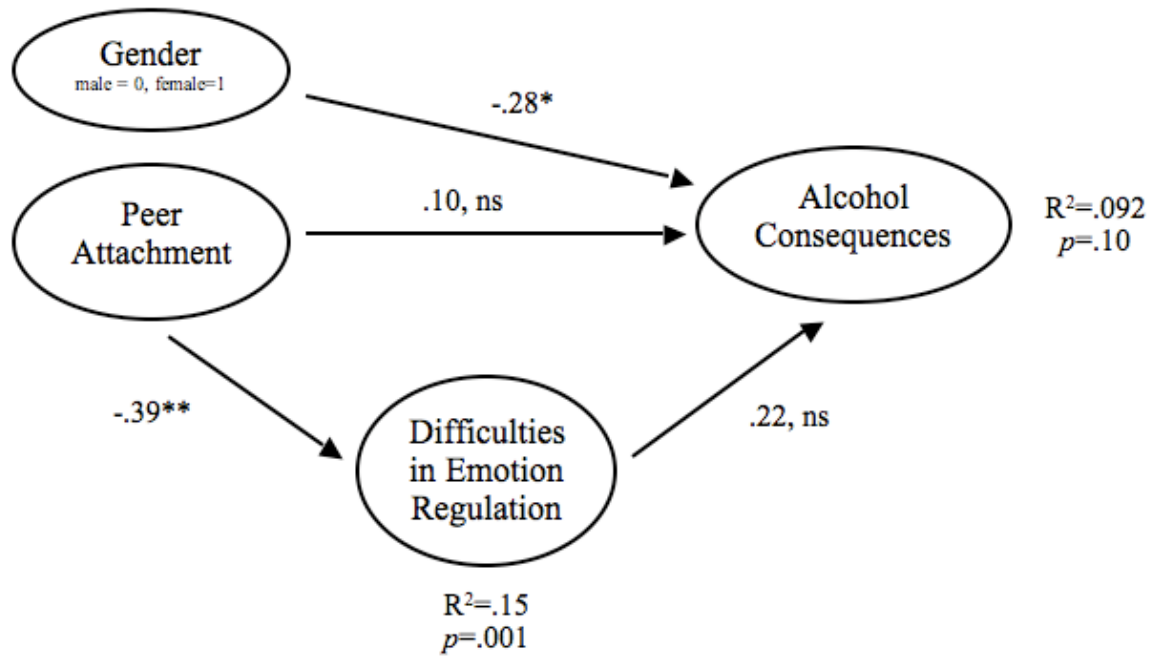 Gender
male = 0, female=1
-.28*
Peer
Attachment
.10, ns
Alcohol
Consequences
R²=.092
p=.10
-.39**
Difficulties
in Emotion
Regulation
.22, ns
R²=.15
p=.001